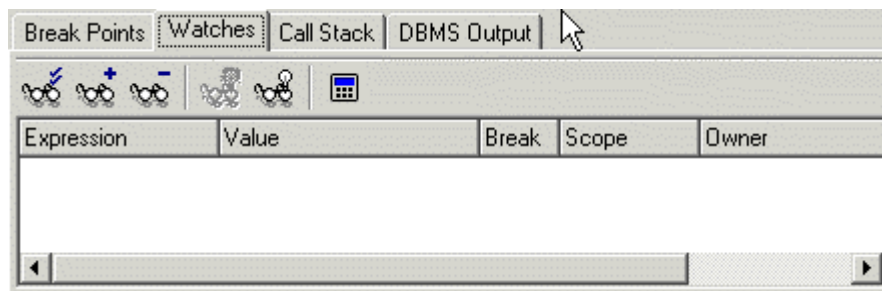 Break Points Watches Call Stack DBMS Output
Expression Value Break Scope Owner